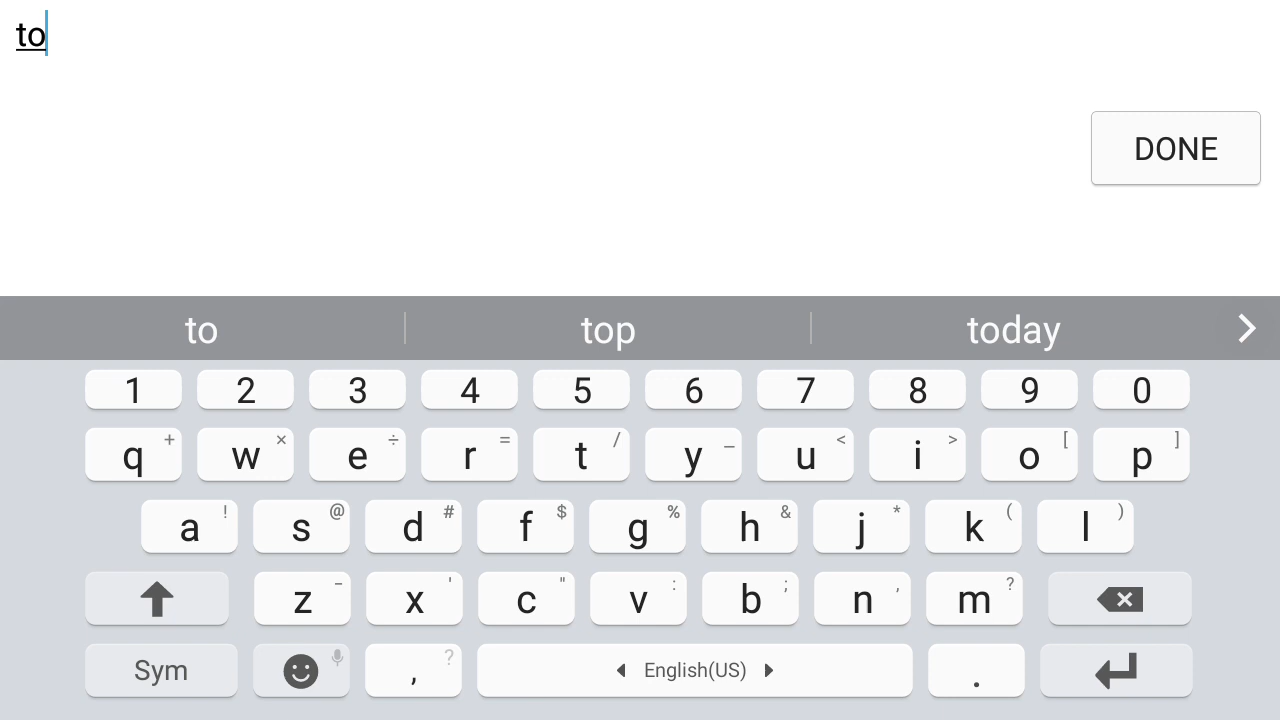 to
DONE
to top today
1 2 3 4 5 6 7 8 9 0
q + w × e ÷ r = t / y _ u < i > o [ p ]
a ! s @ d # f $ g % h & j * k ( l )
z - x ' c " v : b ; n , m ?
Sym , ? English(US) .